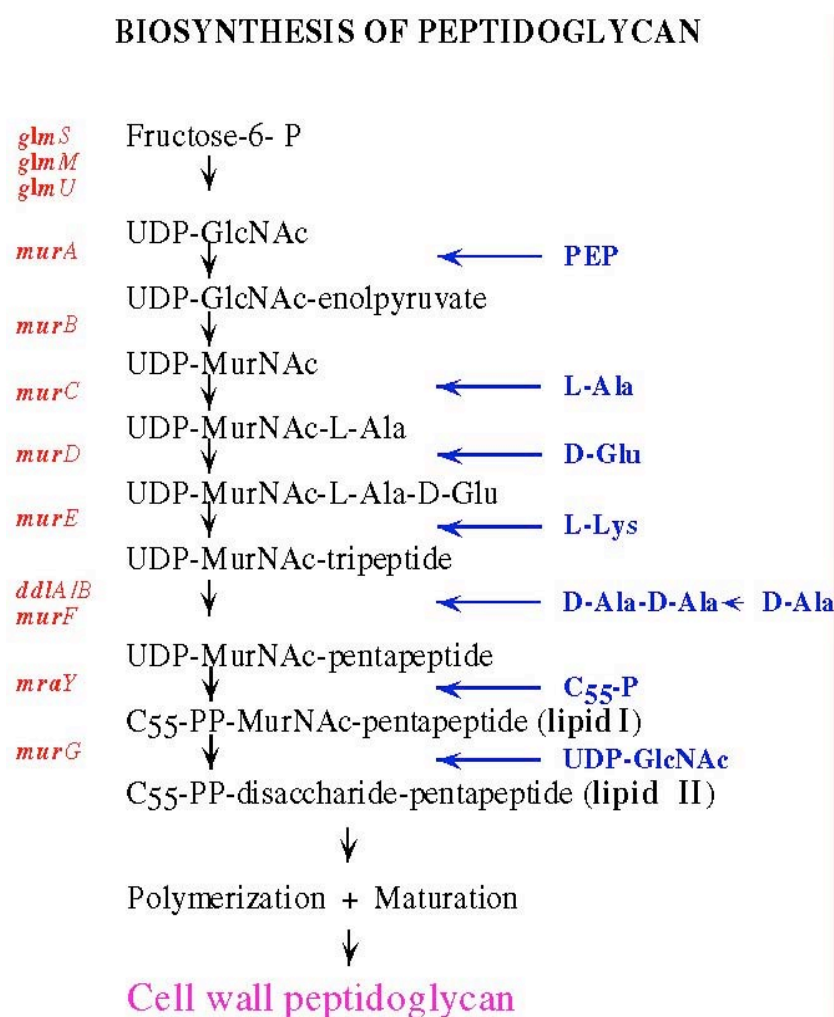 BIOSYNTHESIS OF PEPTIDOGLYCAN
glmS Fructose-6- P
glmM
glmU
UDP-GlcNAc
murA PEP
UDP-GlcNAc-enolpyruvate
murB
UDP-MurNAc
murC L-Ala
UDP-MurNAc-L-Ala
murD D-Glu
UDP-MurNAc-L-Ala-D-Glu
murE L-Lys
UDP-MurNAc-tripeptide
ddlA/B D-Ala-D-Ala D-Ala
murF
UDP-MurNAc-pentapeptide
mraY C55-P
C55-PP-MurNAc-pentapeptide (lipid I)
murG UDP-GlcNAc
C55-PP-disaccharide-pentapeptide (lipid II)
Polymerization + Maturation
Cell wall peptidoglycan